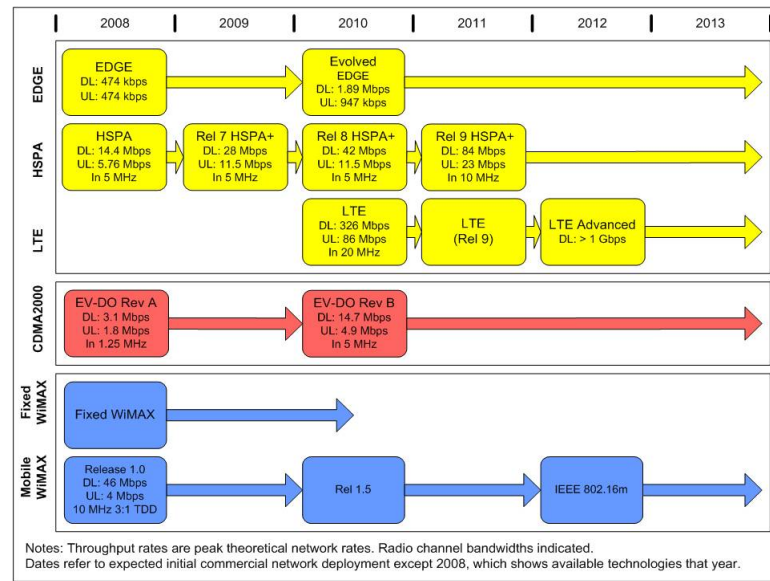 2008 2009 2010 2011 2012 2013
EDGE
EDGE
DL: 474 kbps
UL: 474 kbps
Evolved
EDGE
DL: 1.89 Mbps
UL: 947 kbps
HSPA
HSPA
DL: 14.4 Mbps
UL: 5.76 Mbps
In 5 MHz
Rel 7 HSPA+
DL: 28 Mbps
UL: 11.5 Mbps
In 5 MHz
Rel 8 HSPA+
DL: 42 Mbps
UL: 11.5 Mbps
In 5 MHz
Rel 9 HSPA+
DL: 84 Mbps
UL: 23 Mbps
In 10 MHz
LTE
LTE
DL: 326 Mbps
UL: 86 Mbps
In 20 MHz
LTE
(Rel 9)
LTE Advanced
DL: > 1 Gbps
CDMA2000
EV-DO Rev A
DL: 3.1 Mbps
UL: 1.8 Mbps
In 1.25 MHz
EV-DO Rev B
DL: 14.7 Mbps
UL: 4.9 Mbps
In 5 MHz
Fixed
WiMAX
Fixed WiMAX
Mobile
WiMAX
Release 1.0
DL: 46 Mbps
UL: 4 Mbps
10 MHz 3:1 TDD
Rel 1.5
IEEE 802.16m
Notes: Throughput rates are peak theoretical network rates. Radio channel bandwidths indicated.
Dates refer to expected initial commercial network deployment except 2008, which shows available technologies that year.